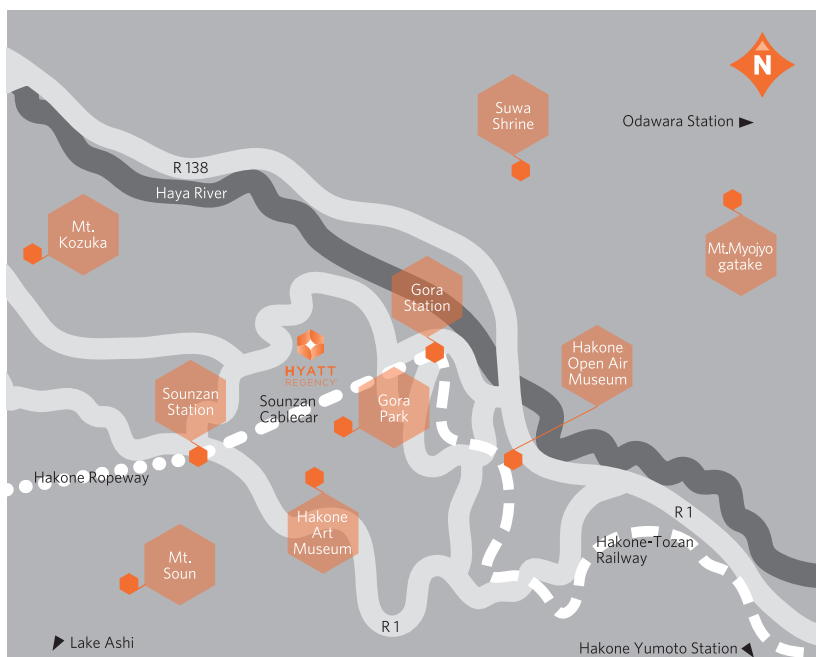 N
Suwa
Shrine
Odawara Station
R 138
Haya River
Mt.
Kozuka
Mt.Myojyo
gatake
Gora
Station
Hakone
Open Air
Museum
HYATT
REGENCY
Sounzan
Station
Sounzan
Cablecar
Gora
Park
Hakone Ropeway
Hakone
Art
Museum
R 1
Hakone-Tozan
Railway
Mt.
Soun
R 1
Lake Ashi
Hakone Yumoto Station